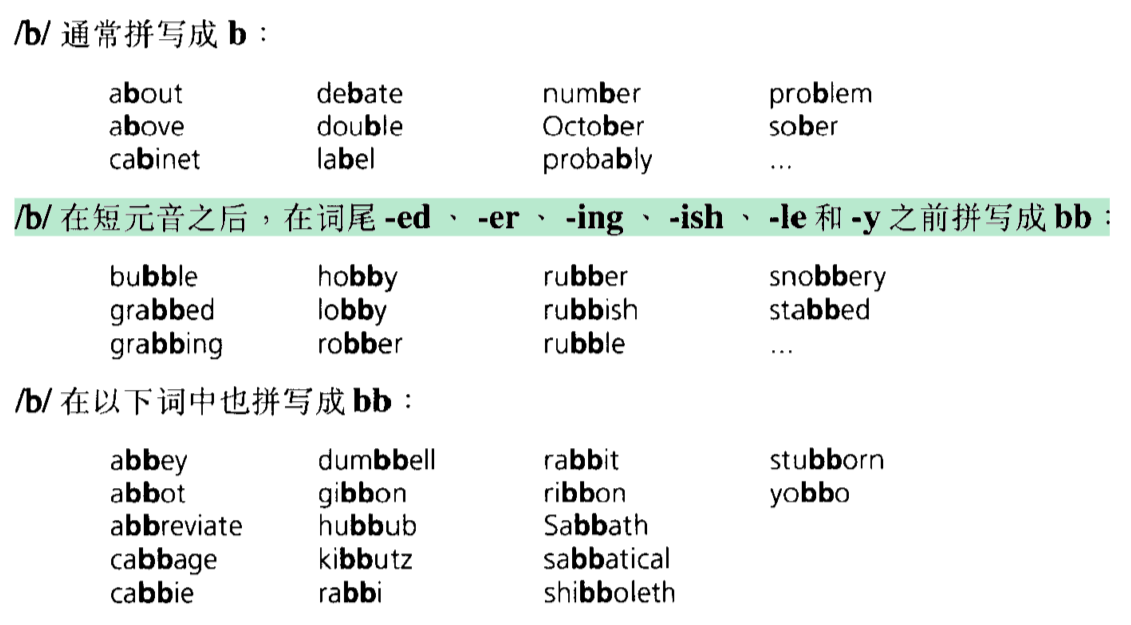 /b/ 通常拼写成 b：
about debate number problem
above double October sober
cabinet label probably ...
/b/ 在短元音之后，在词尾 -ed 、 -er 、 -ing 、 -ish 、 -le 和 -y 之前拼写成 bb：
bubble hobby rubber snobbery
grabbed lobby rubbish stabbed
grabbing robber rubble ...
/b/ 在以下词中也拼写成 bb：
abbey dumbbell rabbit stubborn
abbot gibbon ribbon yobbo
abbreviate hubbub Sabbath
cabbage kibbutz sabbatical
cabbie rabbi shibboleth